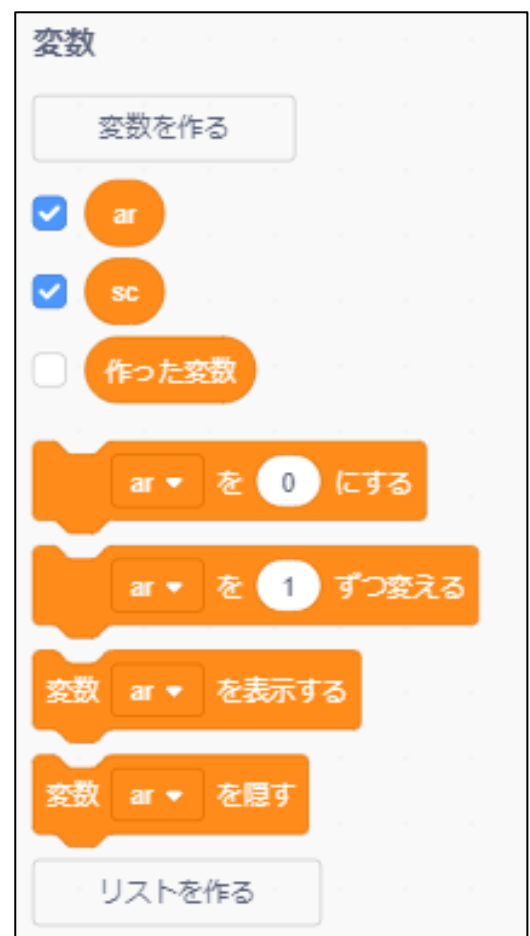 変数
変数を作る
ar
sc
作った変数
ar を 0 にする
ar を 1 ずつ変える
変数 ar を表示する
変数 ar を隠す
リストを作る